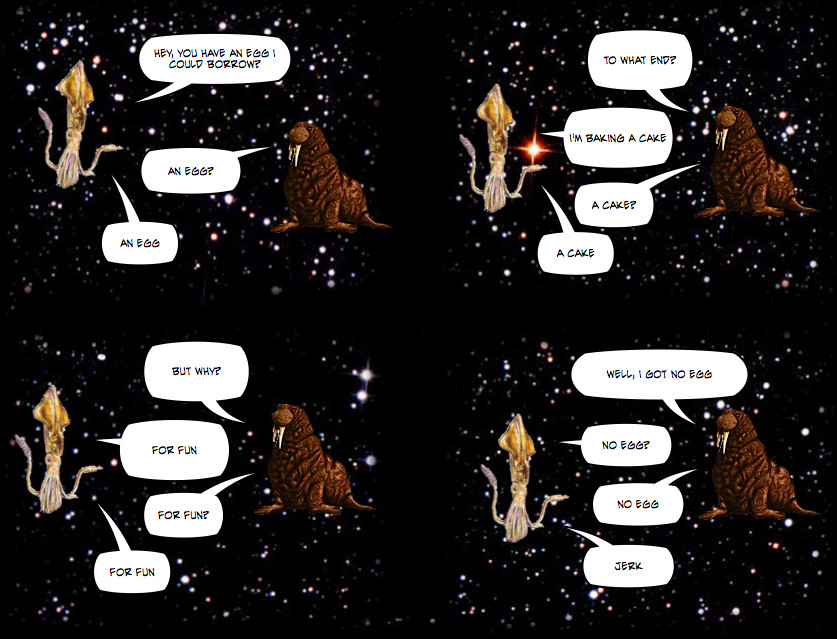 HEY, YOU HAVE AN EGG I
COULD BORROW?
AN EGG?
AN EGG
TO WHAT END?
I'M BAKING A CAKE
A CAKE?
A CAKE
BUT WHY?
FOR FUN
FOR FUN?
FOR FUN
WELL, I GOT NO EGG
NO EGG?
NO EGG
JERK